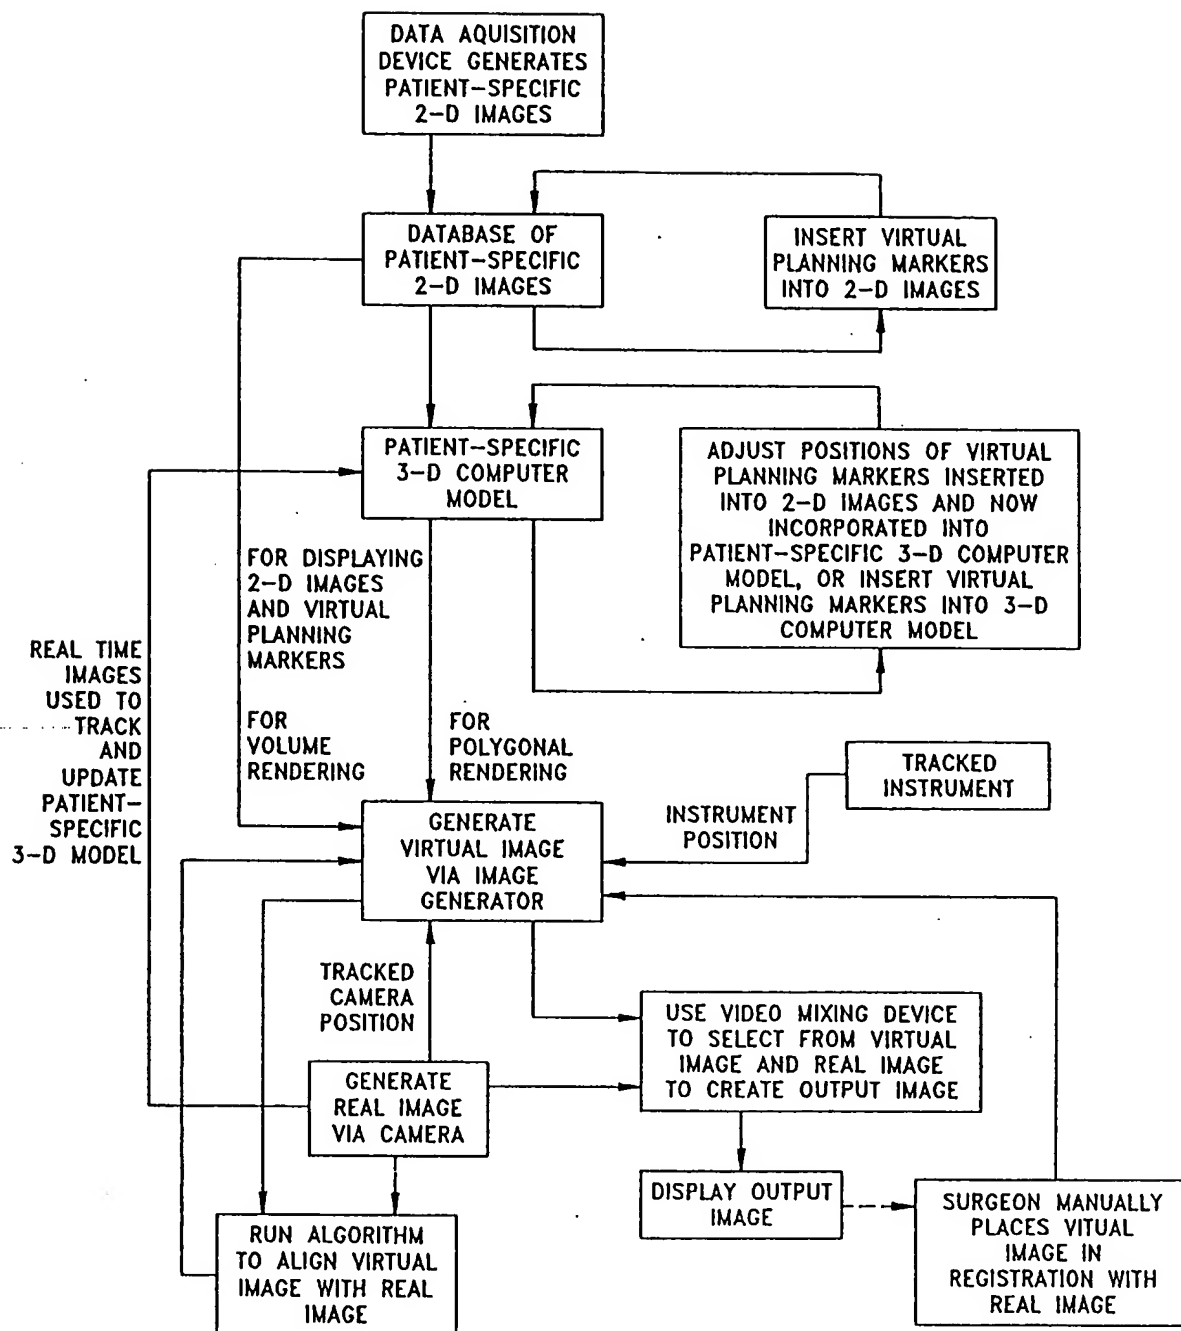 DATA AQUISITION
DEVICE GENERATES
PATIENT-SPECIFIC
2-D IMAGES
DATABASE OF
PATIENT-SPECIFIC
2-D IMAGES
INSERT VIRTUAL
PLANNING MARKERS
INTO 2-D IMAGES
PATIENT-SPECIFIC
3-D COMPUTER
MODEL
ADJUST POSITIONS OF VIRTUAL
PLANNING MARKERS INSERTED
INTO 2-D IMAGES AND NOW
INCORPORATED INTO
PATIENT-SPECIFIC 3-D COMPUTER
MODEL, OR INSERT VIRTUAL
PLANNING MARKERS INTO 3-D
COMPUTER MODEL
FOR DISPLAYING
2-D IMAGES
AND VIRTUAL
PLANNING
MARKERS
REAL TIME
IMAGES
USED TO
TRACK
AND
UPDATE
PATIENT-
SPECIFIC
3-D MODEL
FOR
VOLUME
RENDERING
FOR
POLYGONAL
RENDERING
TRACKED
INSTRUMENT
INSTRUMENT
POSITION
GENERATE
VIRTUAL IMAGE
VIA IMAGE
GENERATOR
TRACKED
CAMERA
POSITION
USE VIDEO MIXING DEVICE
TO SELECT FROM VIRTUAL
IMAGE AND REAL IMAGE
TO CREATE OUTPUT IMAGE
GENERATE
REAL IMAGE
VIA CAMERA
DISPLAY OUTPUT
IMAGE
SURGEON MANUALLY
PLACES VITUAL
IMAGE IN
REGISTRATION WITH
REAL IMAGE
RUN ALGORITHM
TO ALIGN VIRTUAL
IMAGE WITH REAL
IMAGE